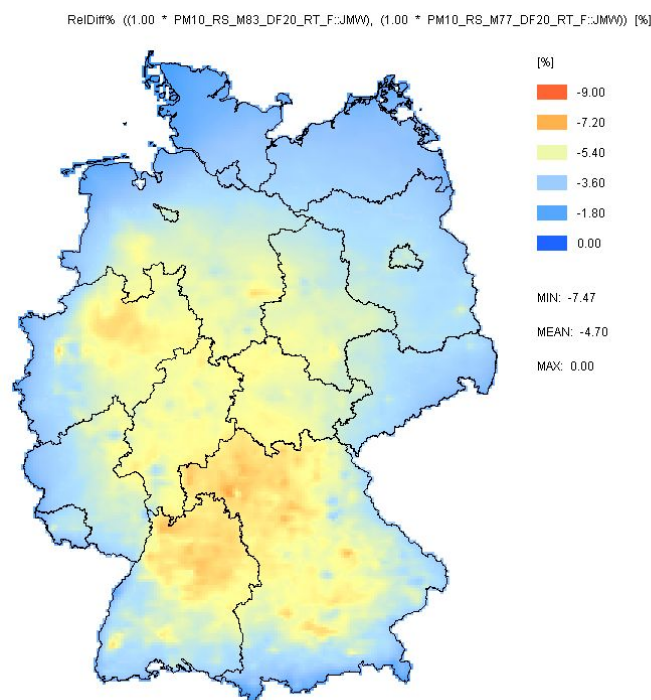 RelDiff% ((1.00 * PM10_RS_M83_DF20_RT_F::JMW), (1.00 * PM10_RS_M77_DF20_RT_F::JMW)) [%]
[%]
-9.00
-7.20
-5.40
-3.60
-1.80
0.00
MIN: -7.47
MEAN: -4.70
MAX: 0.00